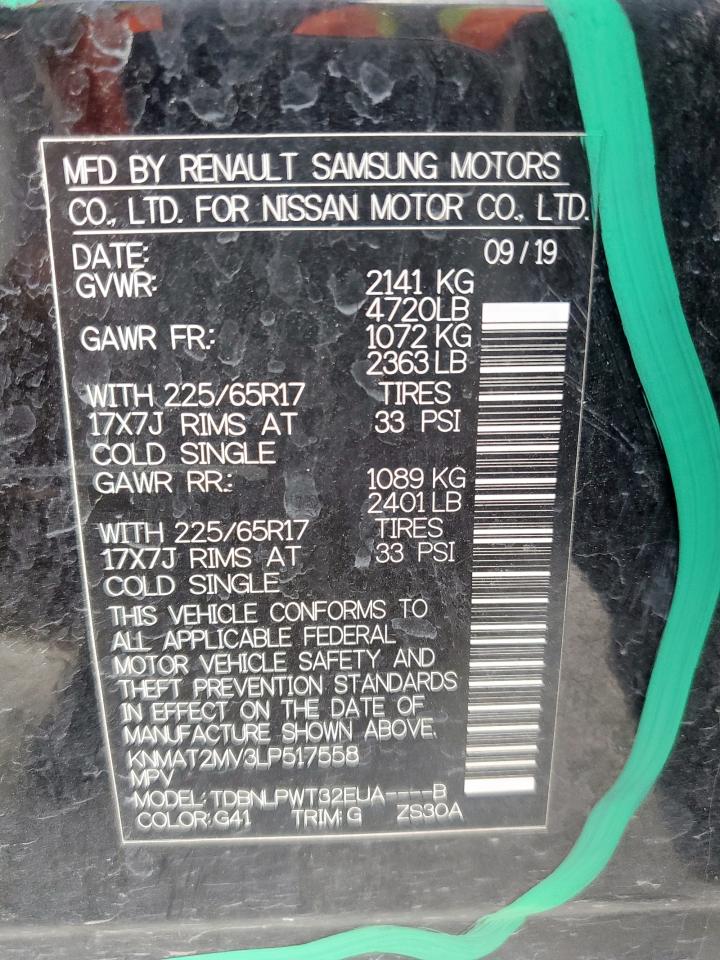 MFD BY RENAULT SAMSUNG MOTORS
CO., LTD. FOR NISSAN MOTOR CO., LTD.
DATE: 09/19
GVWR: 2141 KG
4720LB
GAWR FR: 1072 KG
2363 LB
WITH 225/65R17 TIRES
17X7J RIMS AT 33 PSI
COLD SINGLE
GAWR RR: 1089 KG
2401 LB
WITH 225/65R17 TIRES
17X7J RIMS AT 33 PSI
COLD SINGLE
THIS VEHICLE CONFORMS TO
ALL APPLICABLE FEDERAL
MOTOR VEHICLE SAFETY AND
THEFT PREVENTION STANDARDS
IN EFFECT ON THE DATE OF
MANUFACTURE SHOWN ABOVE.
KNMAT2MV3LP517558
MPV
MODEL: TDBNLPWT32EUA----B
COLOR: G41 TRIM: G ZS30A